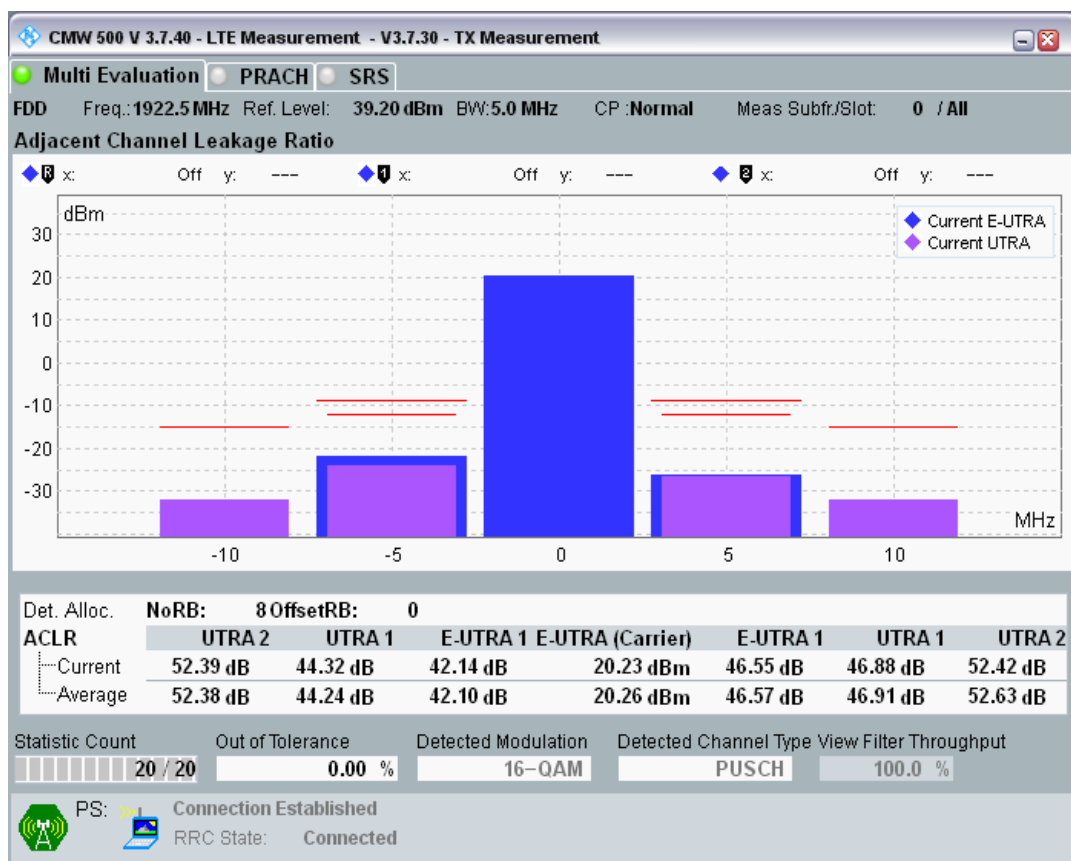 CMW 500 V 3.7.40 - LTE Measurement - V3.7.30 - TX Measurement
Multi Evaluation PRACH SRS
FDD Freq.: 1922.5 MHz Ref. Level: 39.20 dBm BW: 5.0 MHz CP : Normal Meas Subfr./Slot: 0 / All
Adjacent Channel Leakage Ratio
R x: Off y: --- 1 x: Off y: --- 2 x: Off y: ---
dBm
Current E-UTRA
Current UTRA
30
20
10
0
-10
-20
-30
MHz
-10 -5 0 5 10
Det. Alloc. NoRB: 8 OffsetRB: 0
ACLR UTRA 2 UTRA 1 E-UTRA 1 E-UTRA (Carrier) E-UTRA 1 UTRA 1 UTRA 2
Current 52.39 dB 44.32 dB 42.14 dB 20.23 dBm 46.55 dB 46.88 dB 52.42 dB
Average 52.38 dB 44.24 dB 42.10 dB 20.26 dBm 46.57 dB 46.91 dB 52.63 dB
Statistic Count Out of Tolerance Detected Modulation Detected Channel Type View Filter Throughput
20 / 20 0.00 % 16-QAM PUSCH 100.0 %
PS: Connection Established
RRC State: Connected